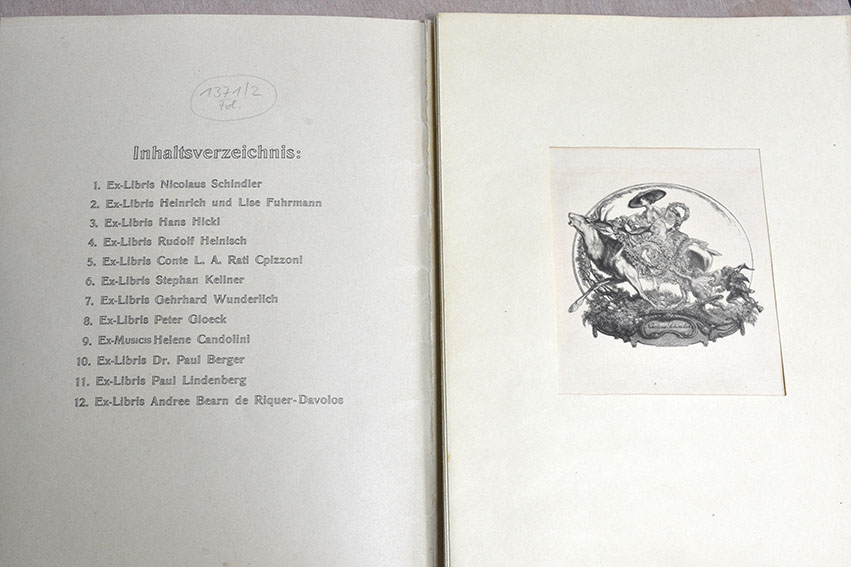 1371/2
Fol.
Inhaltsverzeichnis:
1. Ex-Libris Nicolaus Schindler
2. Ex-Libris Heinrich und Lise Fuhrmann
3. Ex-Libris Hans Hickl
4. Ex-Libris Rudolf Heinisch
5. Ex-Libris Conte L. A. Rati Cpizzoni
6. Ex-Libris Stephan Kellner
7. Ex-Libris Gehrhard Wunderlich
8. Ex-Libris Peter Gloeck
9. Ex-Musicis Helene Candolini
10. Ex-Libris Dr. Paul Berger
11. Ex-Libris Paul Lindenberg
12. Ex-Libris Andree Bearn de Riquer-Davolos